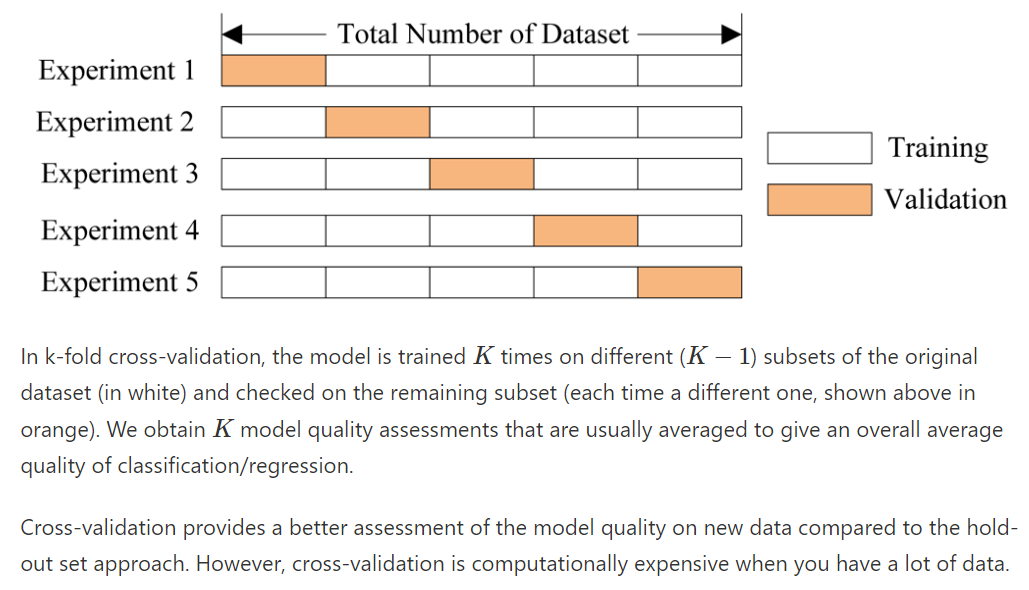 Total Number of Dataset
Experiment 1
Experiment 2
Experiment 3
Experiment 4
Experiment 5
Training
Validation
In k-fold cross-validation, the model is trained K times on different (K − 1) subsets of the original
dataset (in white) and checked on the remaining subset (each time a different one, shown above in
orange). We obtain K model quality assessments that are usually averaged to give an overall average
quality of classification/regression.
Cross-validation provides a better assessment of the model quality on new data compared to the hold-
out set approach. However, cross-validation is computationally expensive when you have a lot of data.